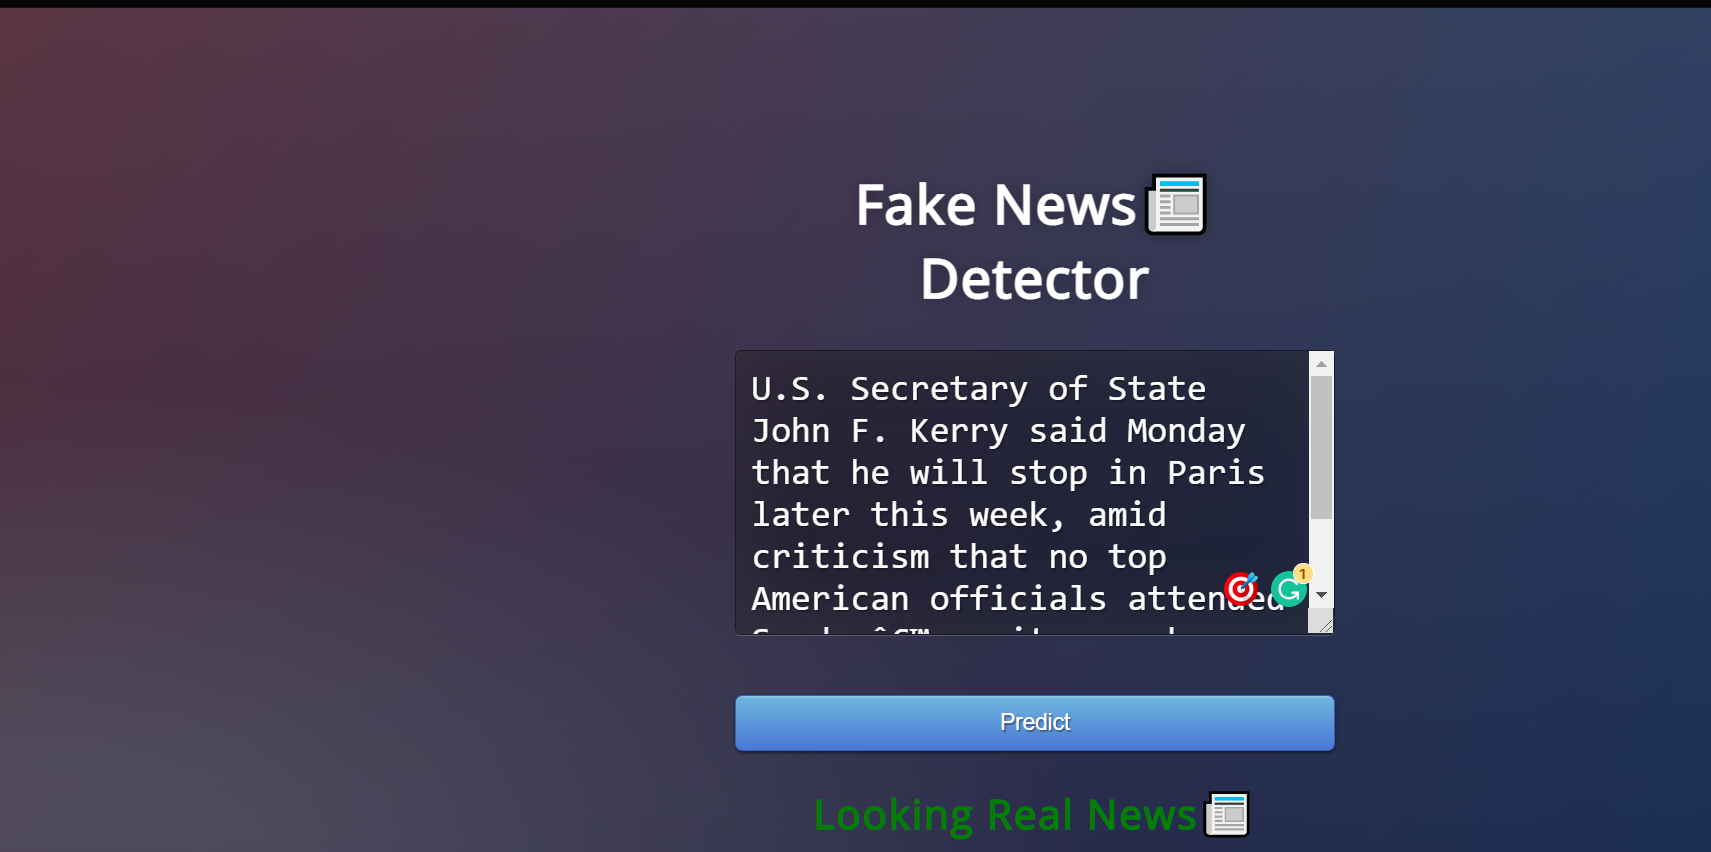 Fake News
Detector
U.S. Secretary of State
John F. Kerry said Monday
that he will stop in Paris
later this week, amid
criticism that no top
American officials attended
1
Predict
Looking Real News